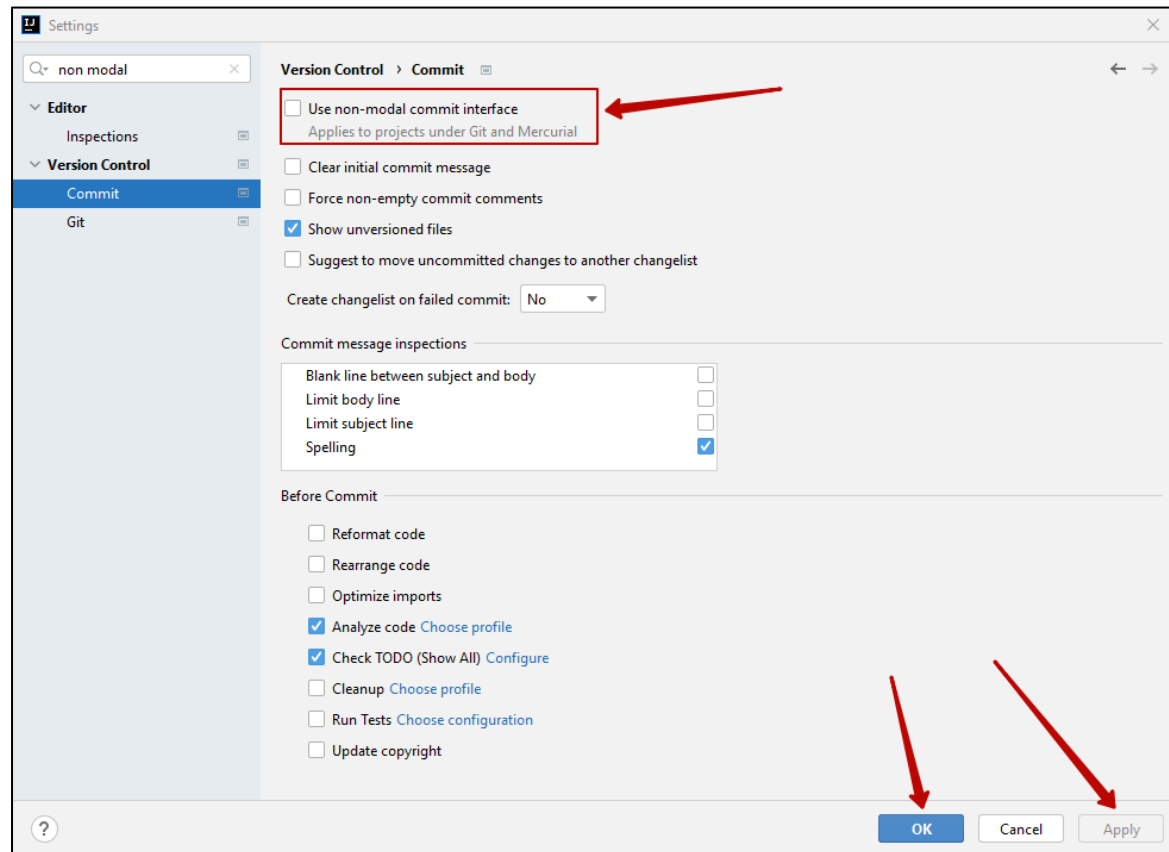 IJ Settings
non modal
Editor
Inspections
Version Control
Commit
Git
Version Control › Commit
Use non-modal commit interface
Applies to projects under Git and Mercurial
Clear initial commit message
Force non-empty commit comments
Show unversioned files
Suggest to move uncommitted changes to another changelist
Create changelist on failed commit: No
Commit message inspections
Blank line between subject and body
Limit body line
Limit subject line
Spelling
Before Commit
Reformat code
Rearrange code
Optimize imports
Analyze code Choose profile
Check TODO (Show All) Configure
Cleanup Choose profile
Run Tests Choose configuration
Update copyright
? OK Cancel Apply